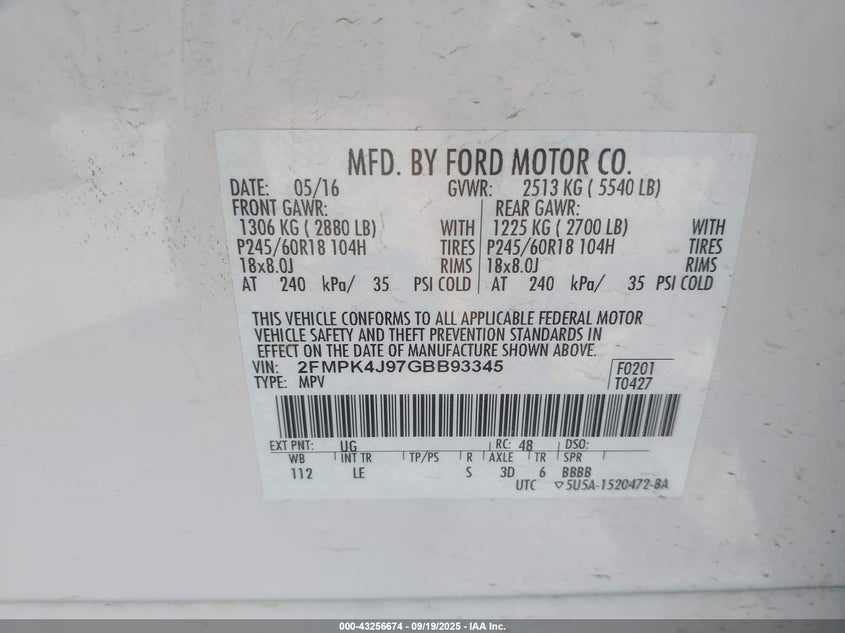 MFD. BY FORD MOTOR CO.
DATE: 05/16 GVWR: 2513 KG ( 5540 LB)
FRONT GAWR: REAR GAWR:
1306 KG ( 2880 LB) WITH 1225 KG ( 2700 LB) WITH
P245/60R18 104H TIRES P245/60R18 104H TIRES
18x8.0J RIMS 18x8.0J RIMS
AT 240 kPa/ 35 PSI COLD AT 240 kPa/ 35 PSI COLD
THIS VEHICLE CONFORMS TO ALL APPLICABLE FEDERAL MOTOR
VEHICLE SAFETY AND THEFT PREVENTION STANDARDS IN
EFFECT ON THE DATE OF MANUFACTURE SHOWN ABOVE.
VIN: 2FMPK4J97GBB93345 F0201
TYPE: MPV T0427
EXT PNT: UG RC: 48 DSO:
WB INT TR TP/PS R AXLE TR SPR
112 LE S 3D 6 BBBB
UTC ▽5U5A-1520472-BA
000-43256674 - 09/19/2025 - IAA Inc.